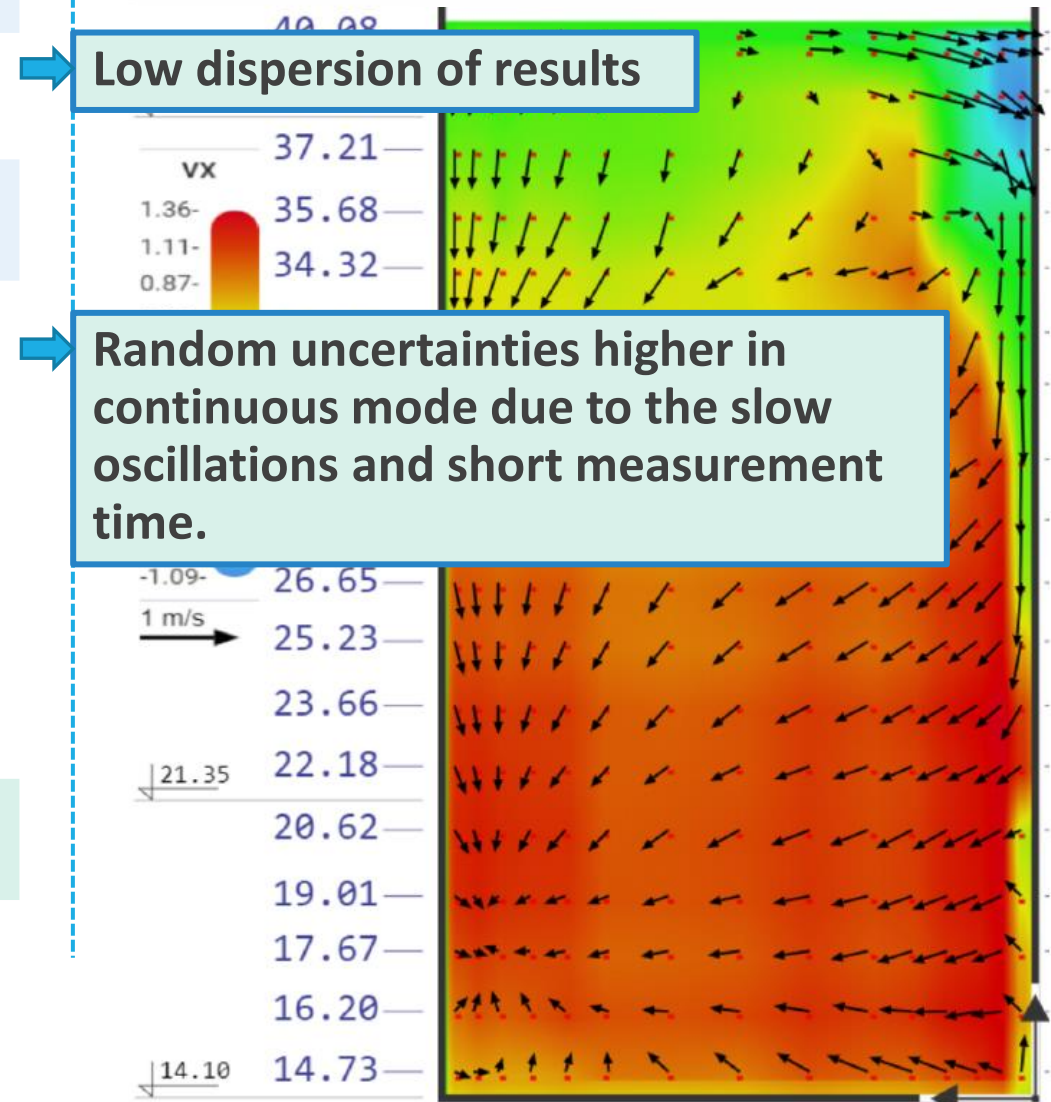 40.08
Low dispersion of results
37.21
VX
1.36-
35.68
1.11-
34.32
0.87-
Random uncertainties higher in
continuous mode due to the slow
oscillations and short measurement
time.
-1.09-
26.65
1 m/s
25.23
23.66
22.18
21.35
20.62
19.01
17.67
16.20
14.10
14.73